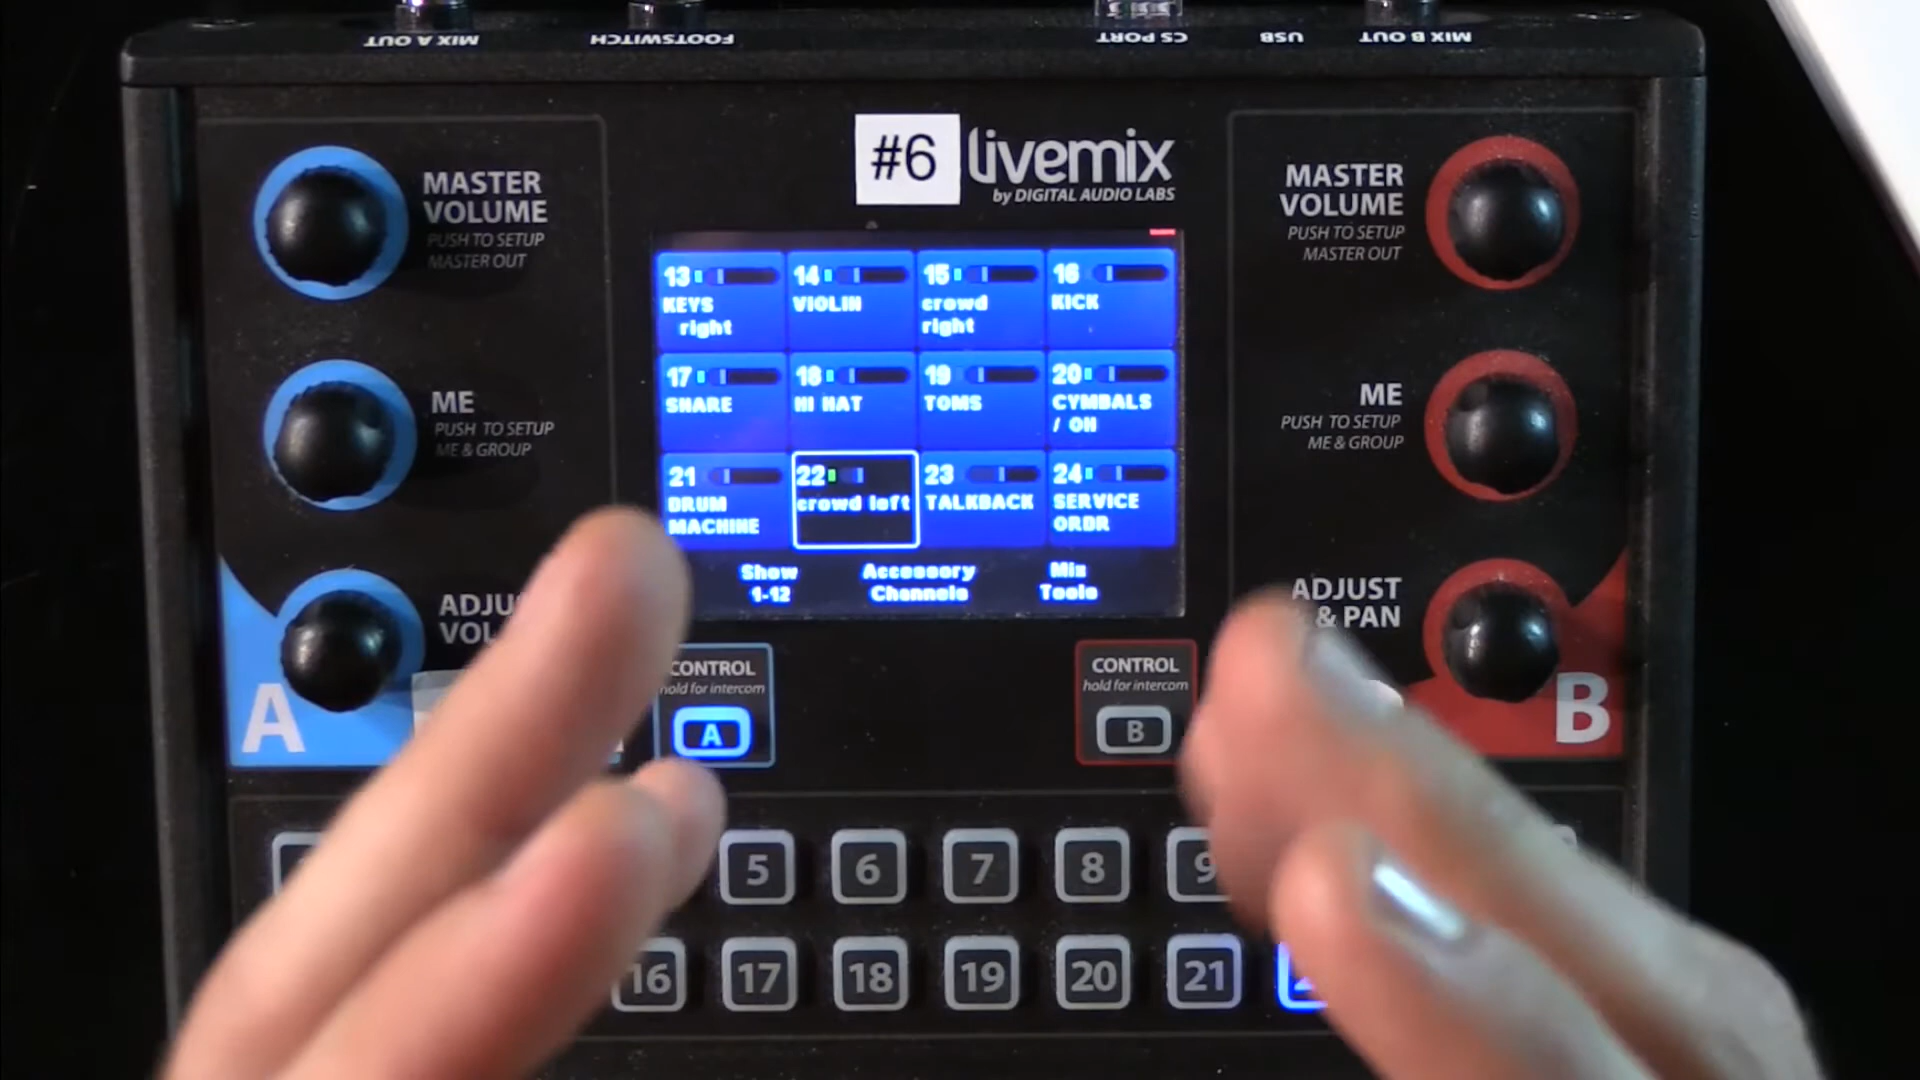 MIX A OUT
FOOTSWITCH
CS PORT
USB
MIX B OUT
#6
livemix
by DIGITAL AUDIO LABS
MASTER
VOLUME
PUSH TO SETUP
MASTER OUT
ME
PUSH TO SETUP
ME & GROUP
A
13
KEYS
right
14
VIOLIN
15
crowd
right
16
KICK
17
SNARE
18
HI HAT
19
TOMS
20
CYMBALS
/ OH
21
DRUM
MACHINE
22
crowd left
23
TALKBACK
24
SERVICE
ORDR
Show
1-12
Accessory
Channels
Mix
Tools
MASTER
VOLUME
PUSH TO SETUP
MASTER OUT
ME
PUSH TO SETUP
ME & GROUP
ADJUST
& PAN
B
CONTROL
hold for intercom
A
CONTROL
hold for intercom
B
5
6
7
8
9
16
17
18
19
20
21